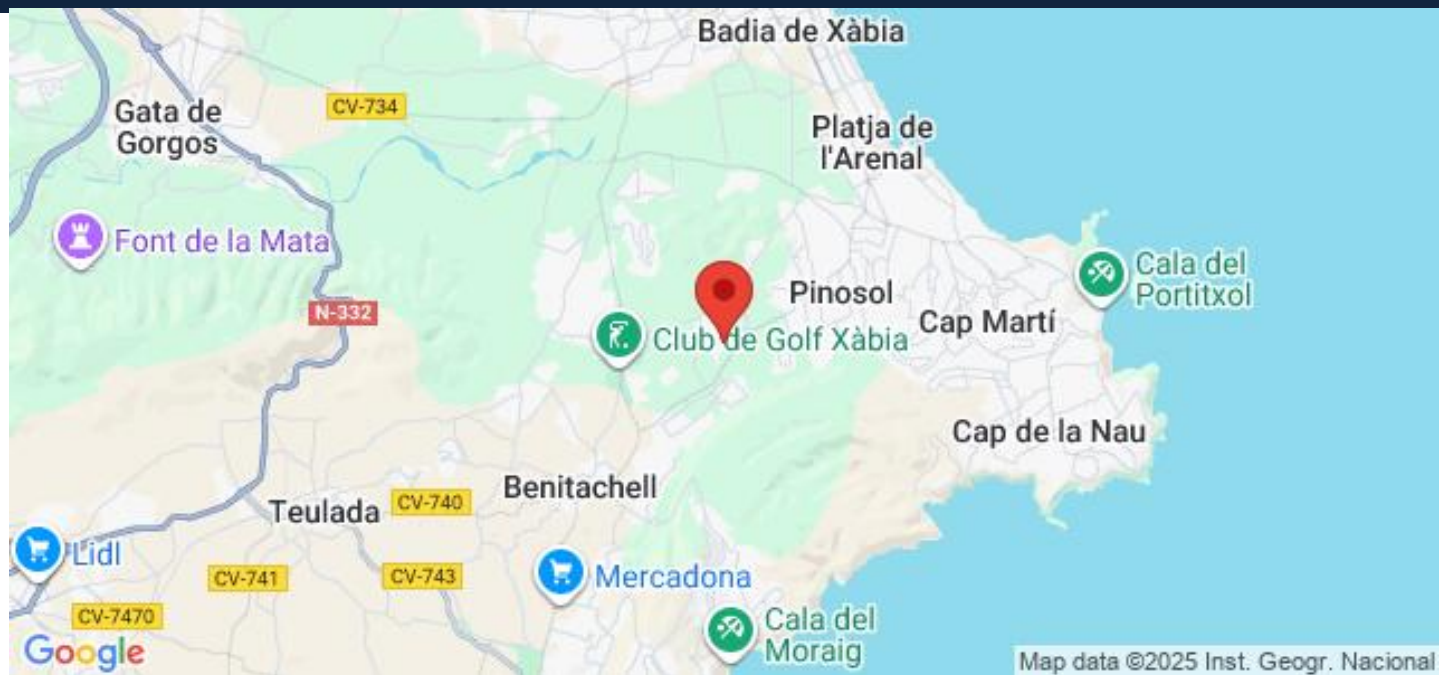 Badia de Xàbia
Gata de
Gorgos
CV-734
Platja de
l'Arenal
Font de la Mata
Cala del
Portitxol
Pinosol
N-332
Cap Martí
Club de Golf Xàbia
Cap de la Nau
Benitachell
Teulada
CV-740
Lidl
CV-741
CV-743
Mercadona
CV-7470
Cala del
Moraig
Google
Map data ©2025 Inst. Geogr. Nacional